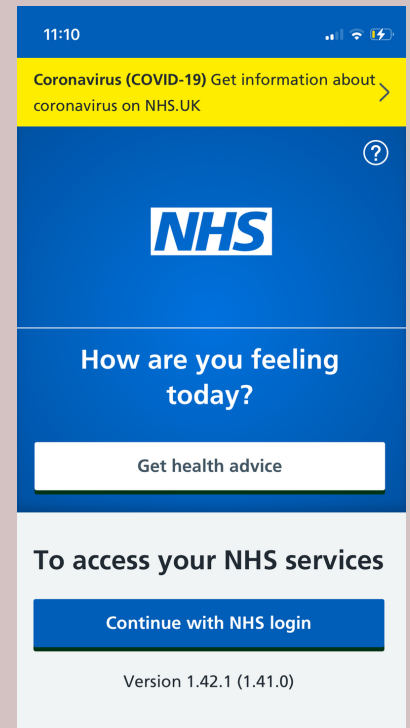 11:10
Coronavirus (COVID-19) Get information about
coronavirus on NHS.UK
?
NHS
How are you feeling
today?
Get health advice
To access your NHS services
Continue with NHS login
Version 1.42.1 (1.41.0)